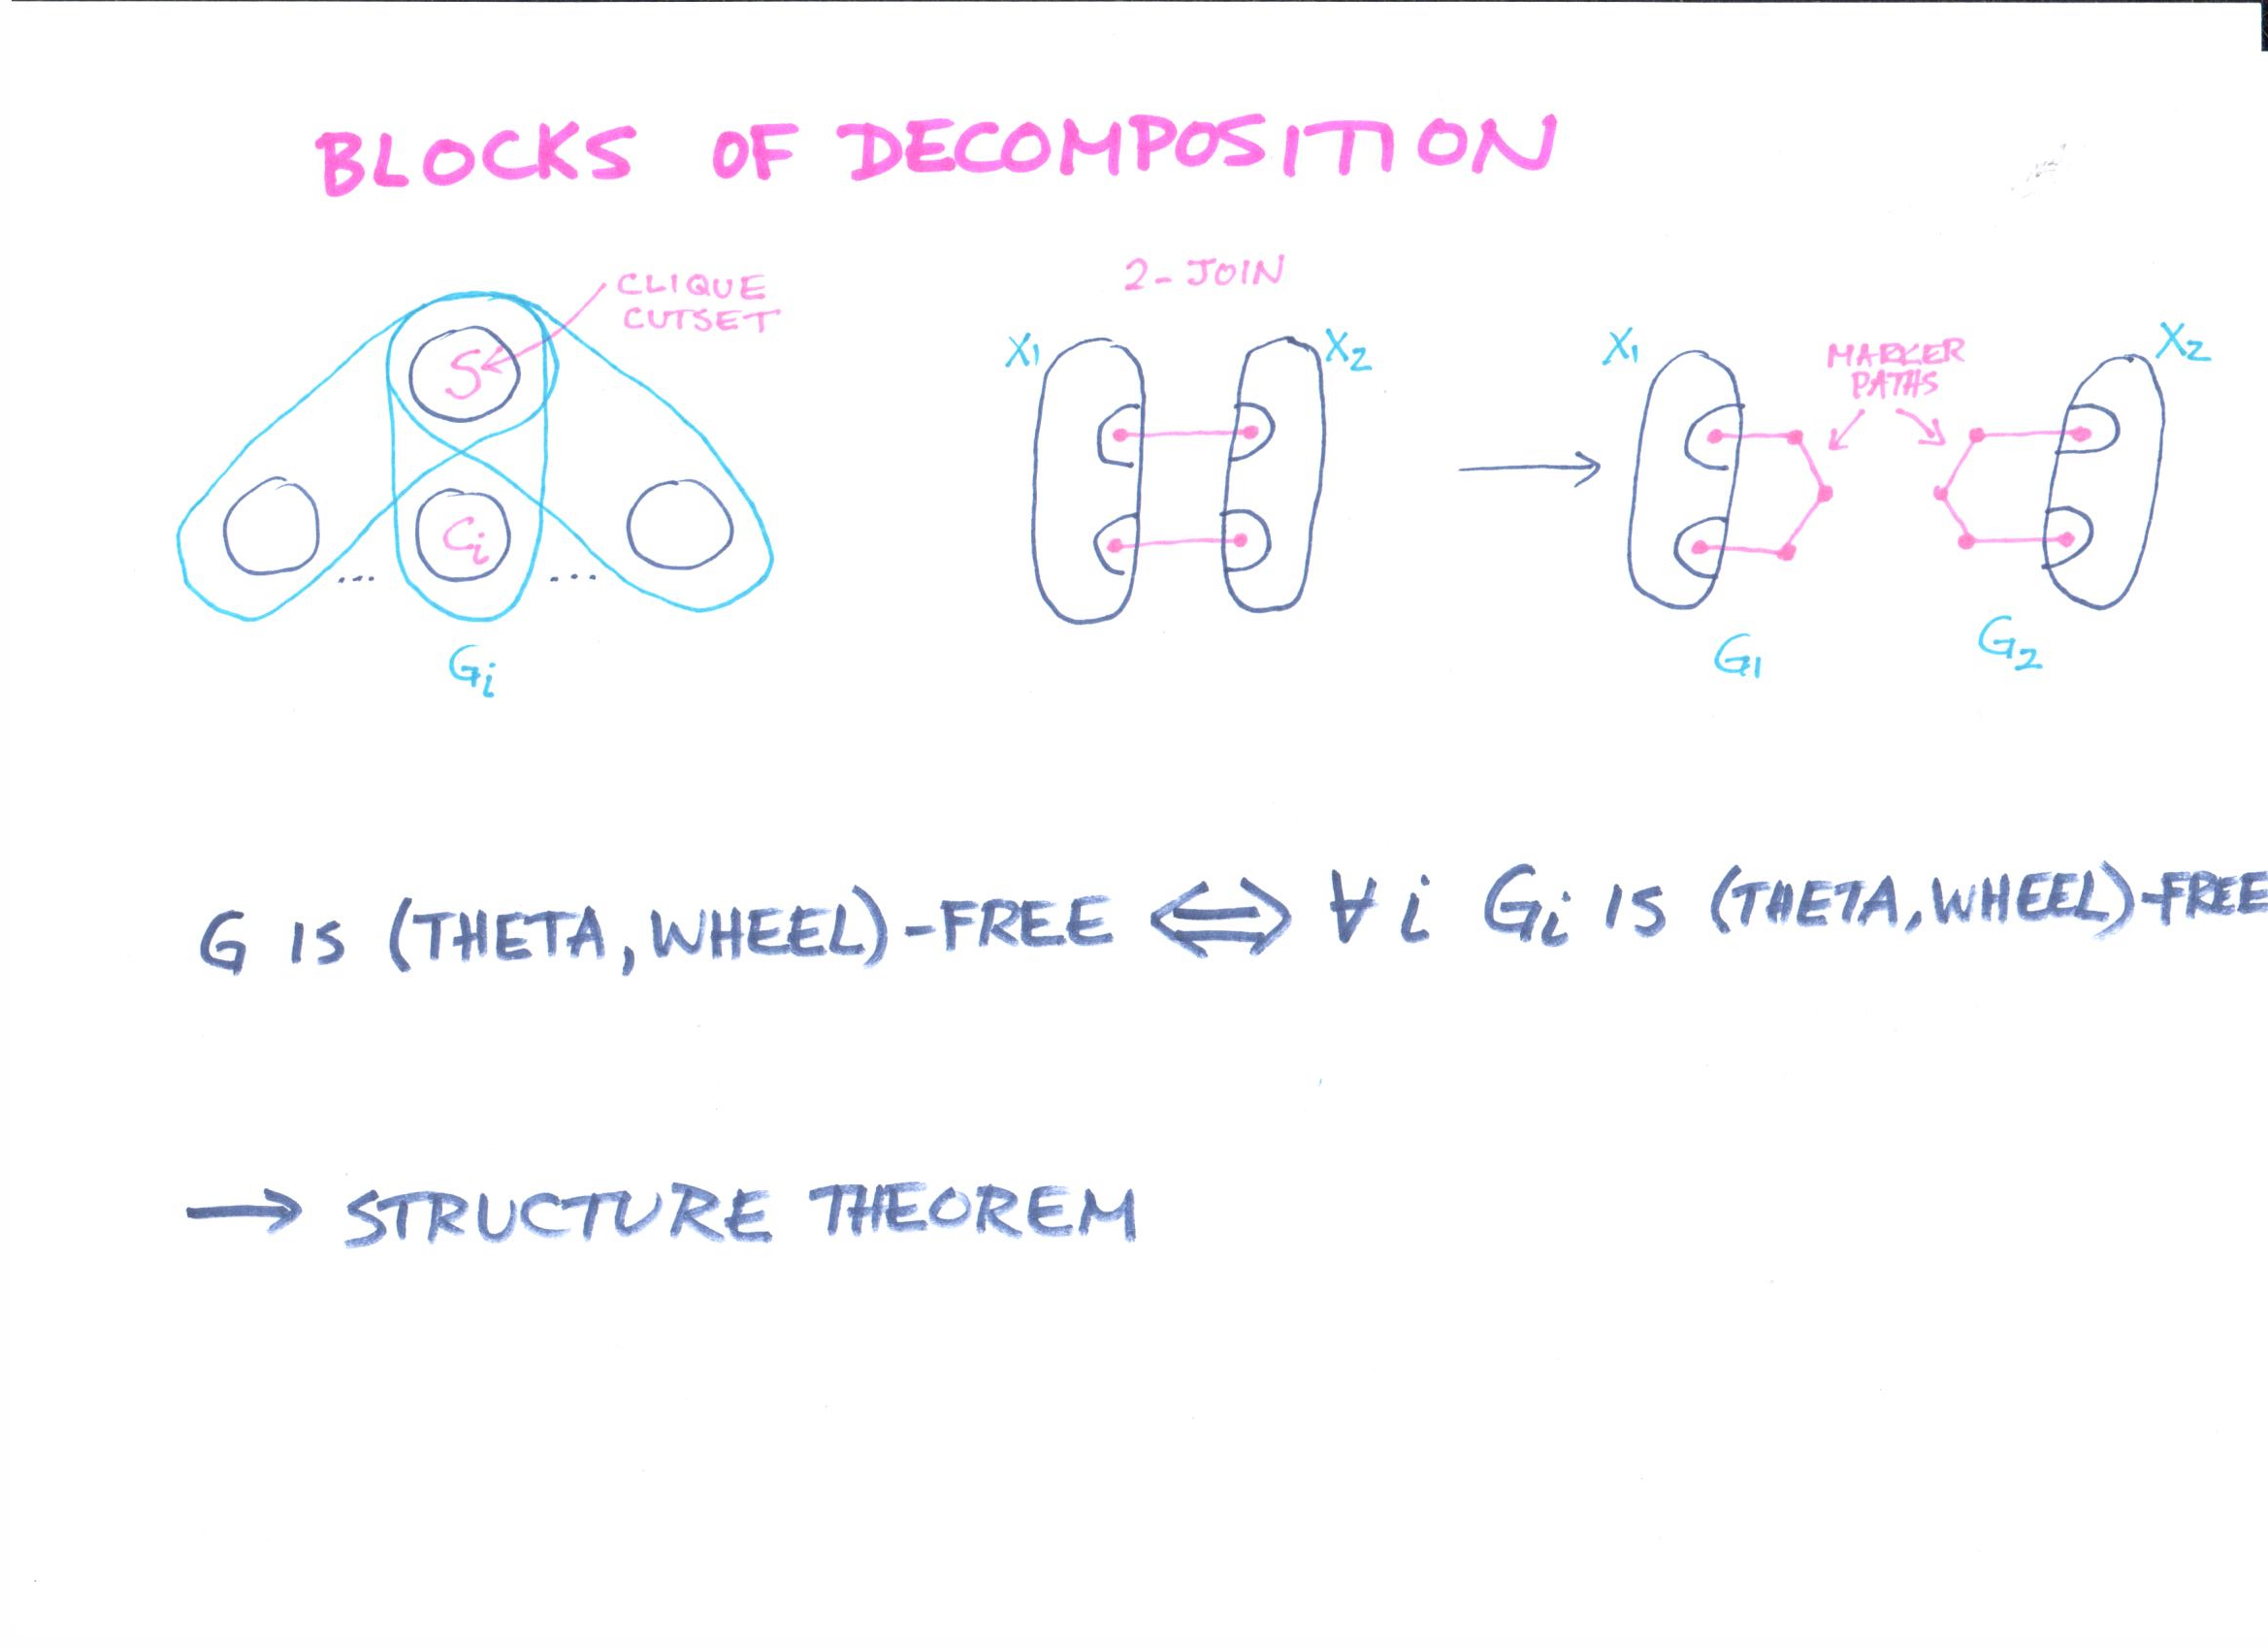 BLOCKS OF DECOMPOSITION
CLIQUE
CUTSET
S
Ci
...
...
Gi
2-JOIN
X1
X2
X1
MARKER
PATHS
X2
G1
G2
G IS (THETA, WHEEL)-FREE ⟺ ∀ i Gi IS (THETA, WHEEL)-FREE
→ STRUCTURE THEOREM